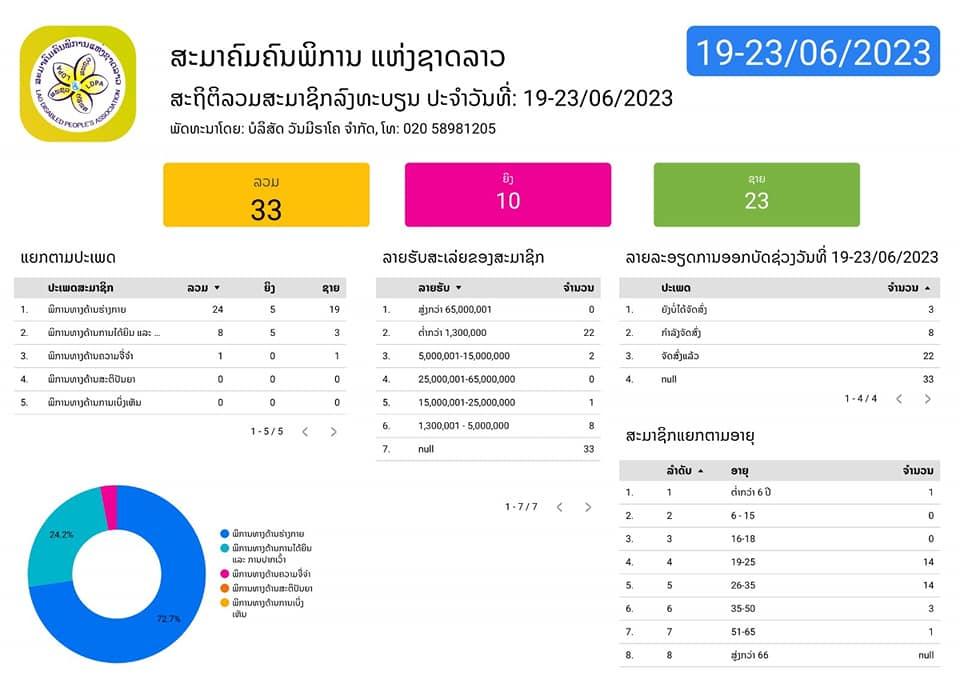 ສະມາຄົມຄົນພິການແຫ່ງຊາດລາວ
LDPA
LAO DISABLED PEOPLE'S ASSOCIATION
ສະມາຄົມຄົນພິການ ແຫ່ງຊາດລາວ
19-23/06/2023
ສະຖິຕິລວມສະມາຊິກລົງທະບຽນ ປະຈຳວັນທີ່: 19-23/06/2023
ພັດທະນາໂດຍ: ບໍລິສັດ ວັນມີຣາໂຄ ຈຳກັດ, ໂທ: 020 58981205
ລວມ
33
ຍິງ
10
ຊາຍ
23
ແຍກຕາມປະເພດ
ປະເພດສະມາຊິກ ລວມ ▼ ຍິງ ຊາຍ
1. ພິການທາງດ້ານຮ່າງກາຍ 24 5 19
2. ພິການທາງດ້ານການໄດ້ຍິນ ແລະ ... 8 5 3
3. ພິການທາງດ້ານຄວາມຈື່ຈຳ 1 0 1
4. ພິການທາງດ້ານສະຕິປັນຍາ 0 0 0
5. ພິການທາງດ້ານການເບິ່ງເຫັນ 0 0 0
1 - 5 / 5 < >
ລາຍຮັບສະເລ່ຍຂອງສະມາຊິກ
ລາຍຮັບ ▼ ຈຳນວນ
1. ສູງກວ່າ 65,000,001 0
2. ຕ່ຳກວ່າ 1,300,000 22
3. 5,000,001-15,000,000 2
4. 25,000,001-65,000,000 0
5. 15,000,001-25,000,000 1
6. 1,300,001 - 5,000,000 8
7. null 33
1 - 7 / 7 < >
ລາຍລະອຽດການອອກບັດຊ່ວງວັນທີ່ 19-23/06/2023
ປະເພດ ຈຳນວນ ▲
1. ຍັງບໍ່ໄດ້ຈັດສົ່ງ 3
2. ກຳລັງຈັດສົ່ງ 8
3. ຈັດສົ່ງແລ້ວ 22
4. null 33
1 - 4 / 4 < >
ສະມາຊິກແຍກຕາມອາຍຸ
ລຳດັບ ▲ ອາຍຸ ຈຳນວນ
1. 1 ຕ່ຳກວ່າ 6 ປີ 1
2. 2 6 - 15 0
3. 3 16-18 0
4. 4 19-25 14
5. 5 26-35 14
6. 6 35-50 3
7. 7 51-65 1
8. 8 ສູງກວ່າ 66 null
24.2%
72.7%
ພິການທາງດ້ານຮ່າງກາຍ
ພິການທາງດ້ານການໄດ້ຍິນ
ແລະ ການປາກເວົ້າ
ພິການທາງດ້ານຄວາມຈື່ຈຳ
ພິການທາງດ້ານສະຕິປັນຍາ
ພິການທາງດ້ານການເບິ່ງ
ເຫັນ